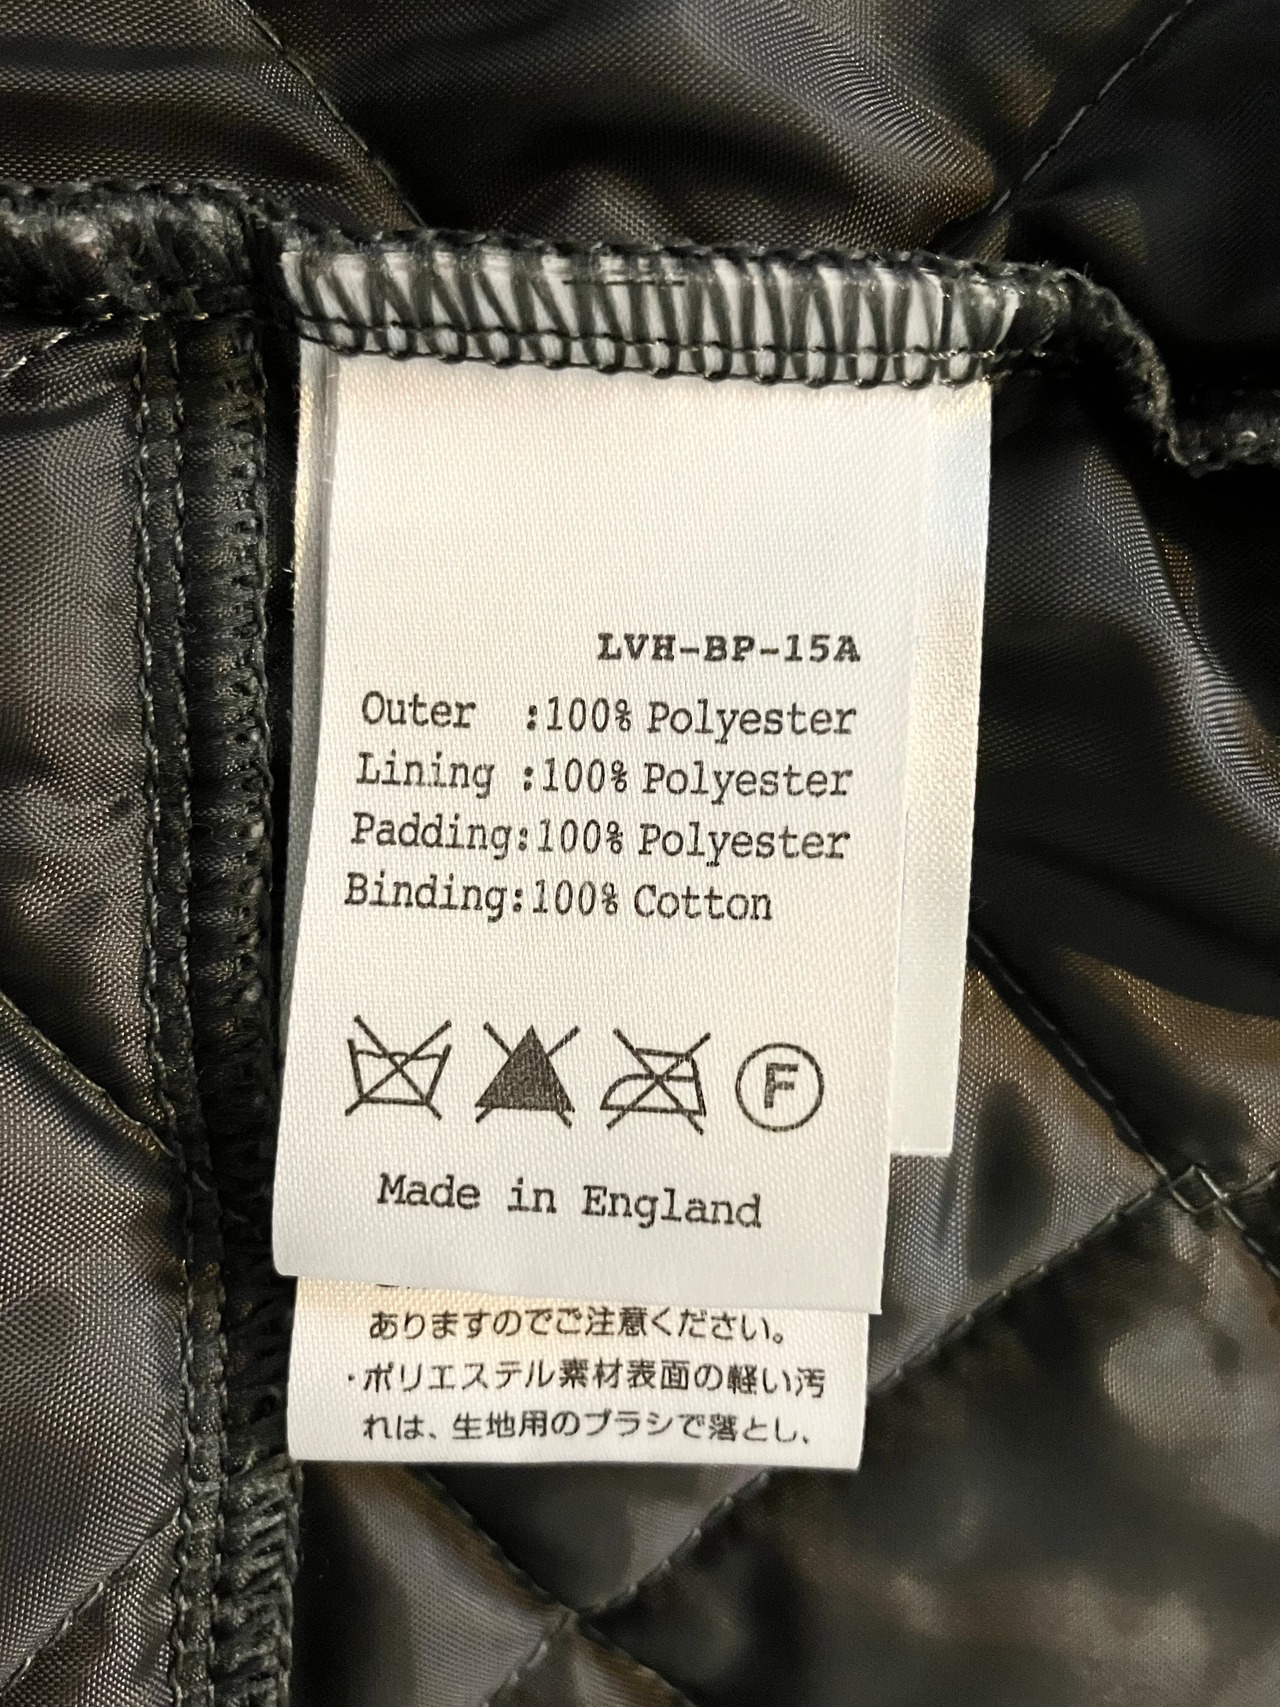 LVH-BP-15A
Outer :100% Polyester
Lining :100% Polyester
Padding:100% Polyester
Binding:100% Cotton
F
Made in England
ありますのでご注意ください。
・ポリエステル素材表面の軽い汚
れは、生地用のブラシで落とし、